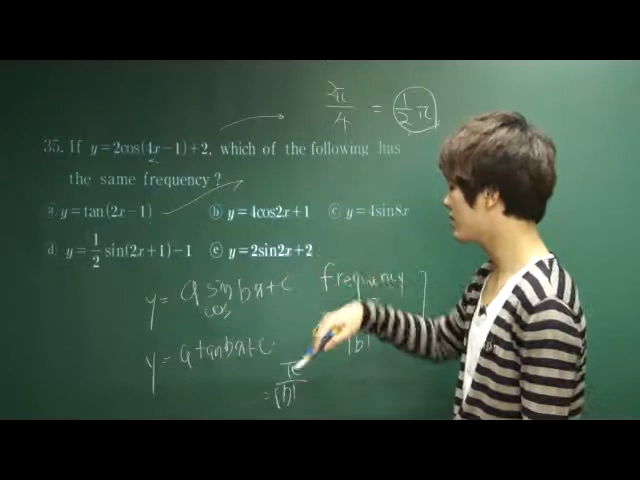 2π/4 = 1/2 π
35. If y=2cos(4x−1)+2, which of the following has
the same frequency?
ⓐ y=tan(2x−1) ⓑ y=4cos2x+1 ⓒ y=4sin8x
ⓓ y=1/2 sin(2x+1)−1 ⓔ y=2sin2x+2
y= a sin bx+c frequency
cos
|b|
y= a tan bx+c
= π/|b|